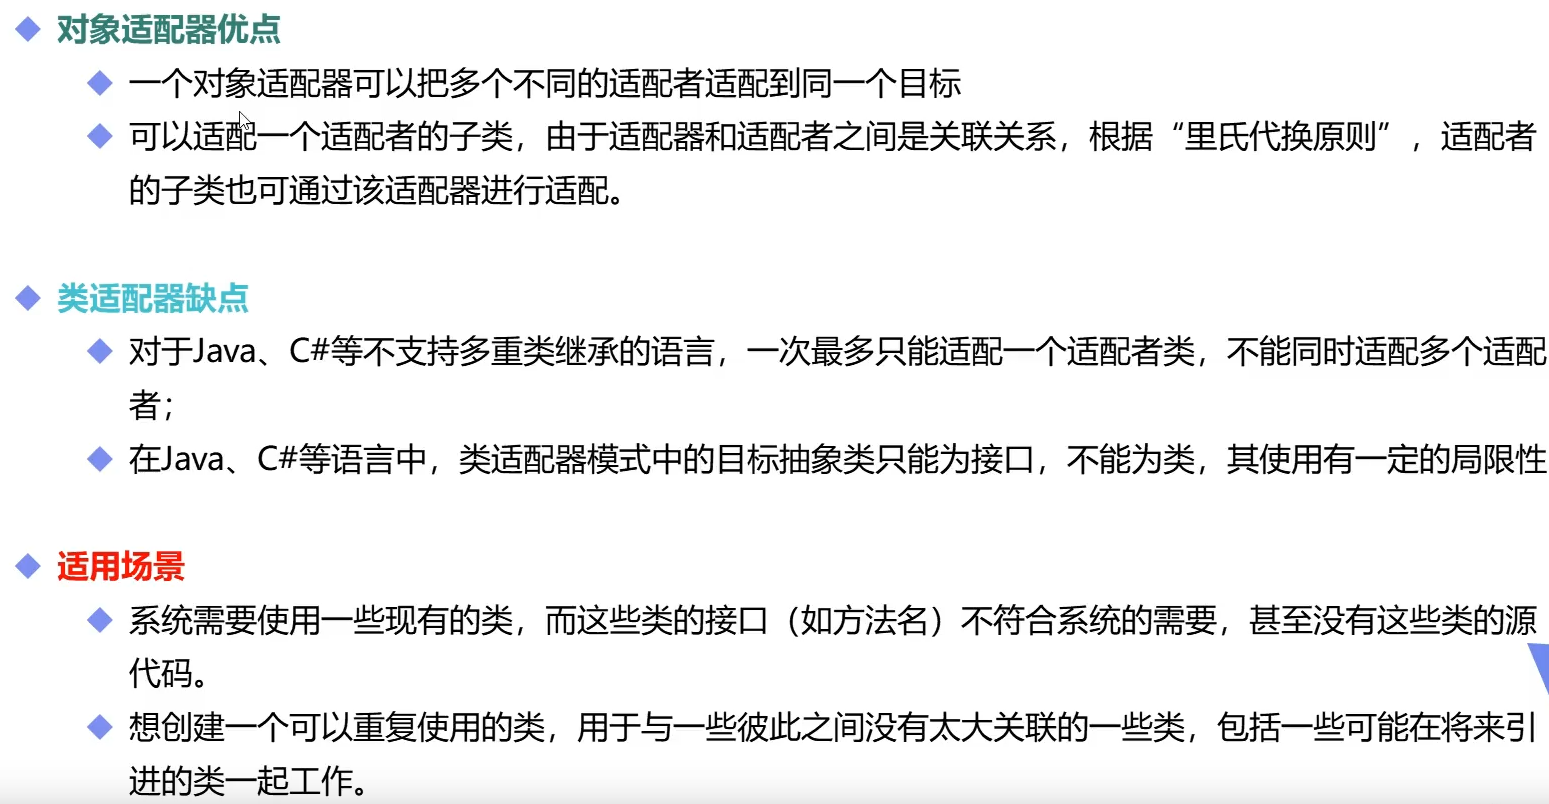 对象适配器优点
一个对象适配器可以把多个不同的适配者适配到同一个目标
可以适配一个适配者的子类，由于适配器和适配者之间是关联关系，根据“里氏代换原则”，适配者
的子类也可通过该适配器进行适配。
类适配器缺点
对于Java、C#等不支持多重类继承的语言，一次最多只能适配一个适配者类，不能同时适配多个适配
者；
在Java、C#等语言中，类适配器模式中的目标抽象类只能为接口，不能为类，其使用有一定的局限性
适用场景
系统需要使用一些现有的类，而这些类的接口（如方法名）不符合系统的需要，甚至没有这些类的源
代码。
想创建一个可以重复使用的类，用于与一些彼此之间没有太大关联的一些类，包括一些可能在将来引
进的类一起工作。